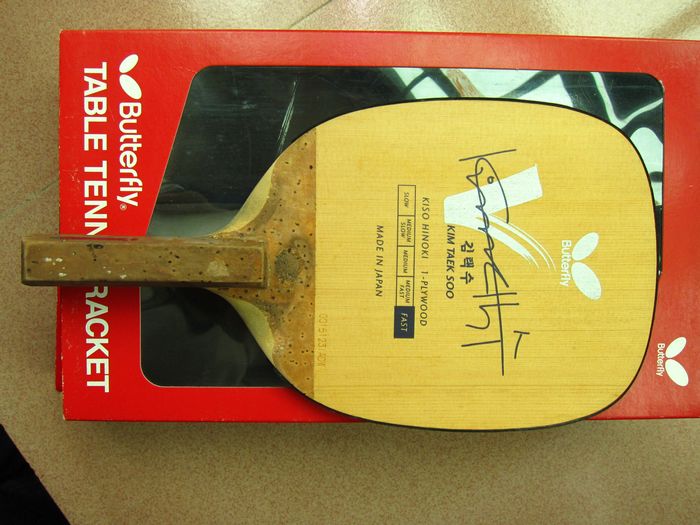 Butterfly®
TABLE TENN
RACKET
Butterfly
김택수
KIM TAEK SOO
KISO HINOKI 1-PLYWOOD
SLOW
MEDIUM SLOW
MEDIUM
MEDIUM FAST
FAST
MADE IN JAPAN
Butterfly